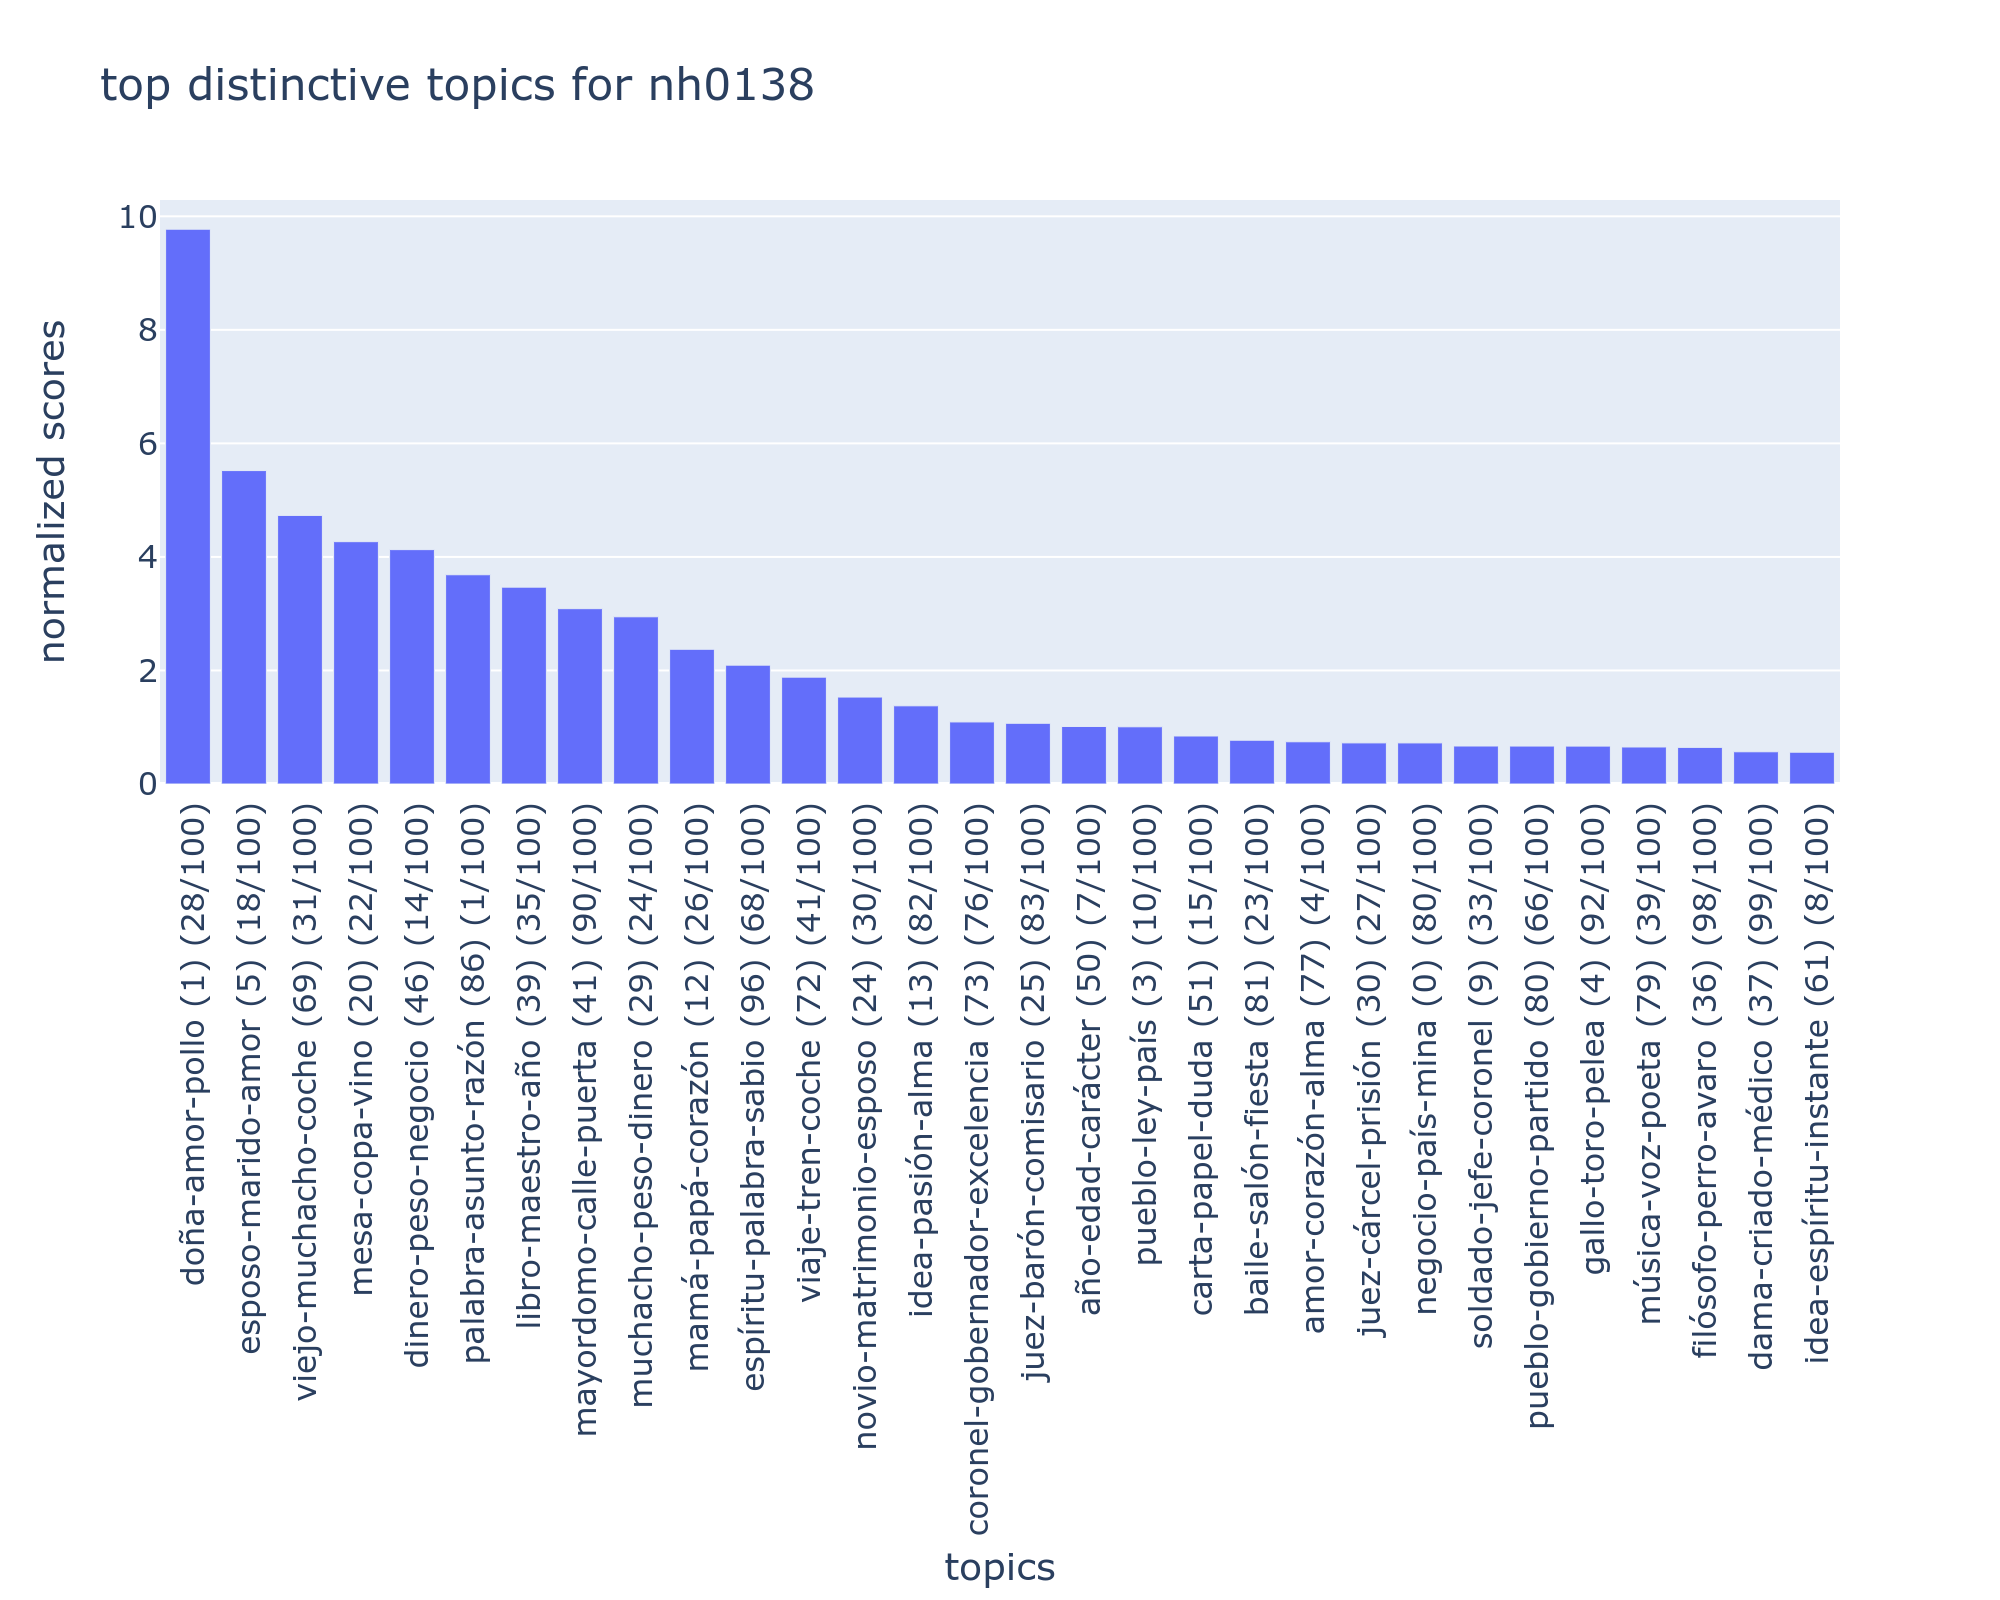 top distinctive topics for nh0138
normalized scores
10
8
6
4
2
0
doña-amor-pollo (1) (28/100)
esposo-marido-amor (5) (18/100)
viejo-muchacho-coche (69) (31/100)
mesa-copa-vino (20) (22/100)
dinero-peso-negocio (46) (14/100)
palabra-asunto-razón (86) (1/100)
libro-maestro-año (39) (35/100)
mayordomo-calle-puerta (41) (90/100)
muchacho-peso-dinero (29) (24/100)
mamá-papá-corazón (12) (26/100)
espíritu-palabra-sabio (96) (68/100)
viaje-tren-coche (72) (41/100)
novio-matrimonio-esposo (24) (30/100)
idea-pasión-alma (13) (82/100)
coronel-gobernador-excelencia (73) (76/100)
juez-barón-comisario (25) (83/100)
año-edad-carácter (50) (7/100)
pueblo-ley-país (3) (10/100)
carta-papel-duda (51) (15/100)
baile-salón-fiesta (81) (23/100)
amor-corazón-alma (77) (4/100)
juez-cárcel-prisión (30) (27/100)
negocio-país-mina (0) (80/100)
soldado-jefe-coronel (9) (33/100)
pueblo-gobierno-partido (80) (66/100)
gallo-toro-pelea (4) (92/100)
música-voz-poeta (79) (39/100)
filósofo-perro-avaro (36) (98/100)
dama-criado-médico (37) (99/100)
idea-espíritu-instante (61) (8/100)
topics